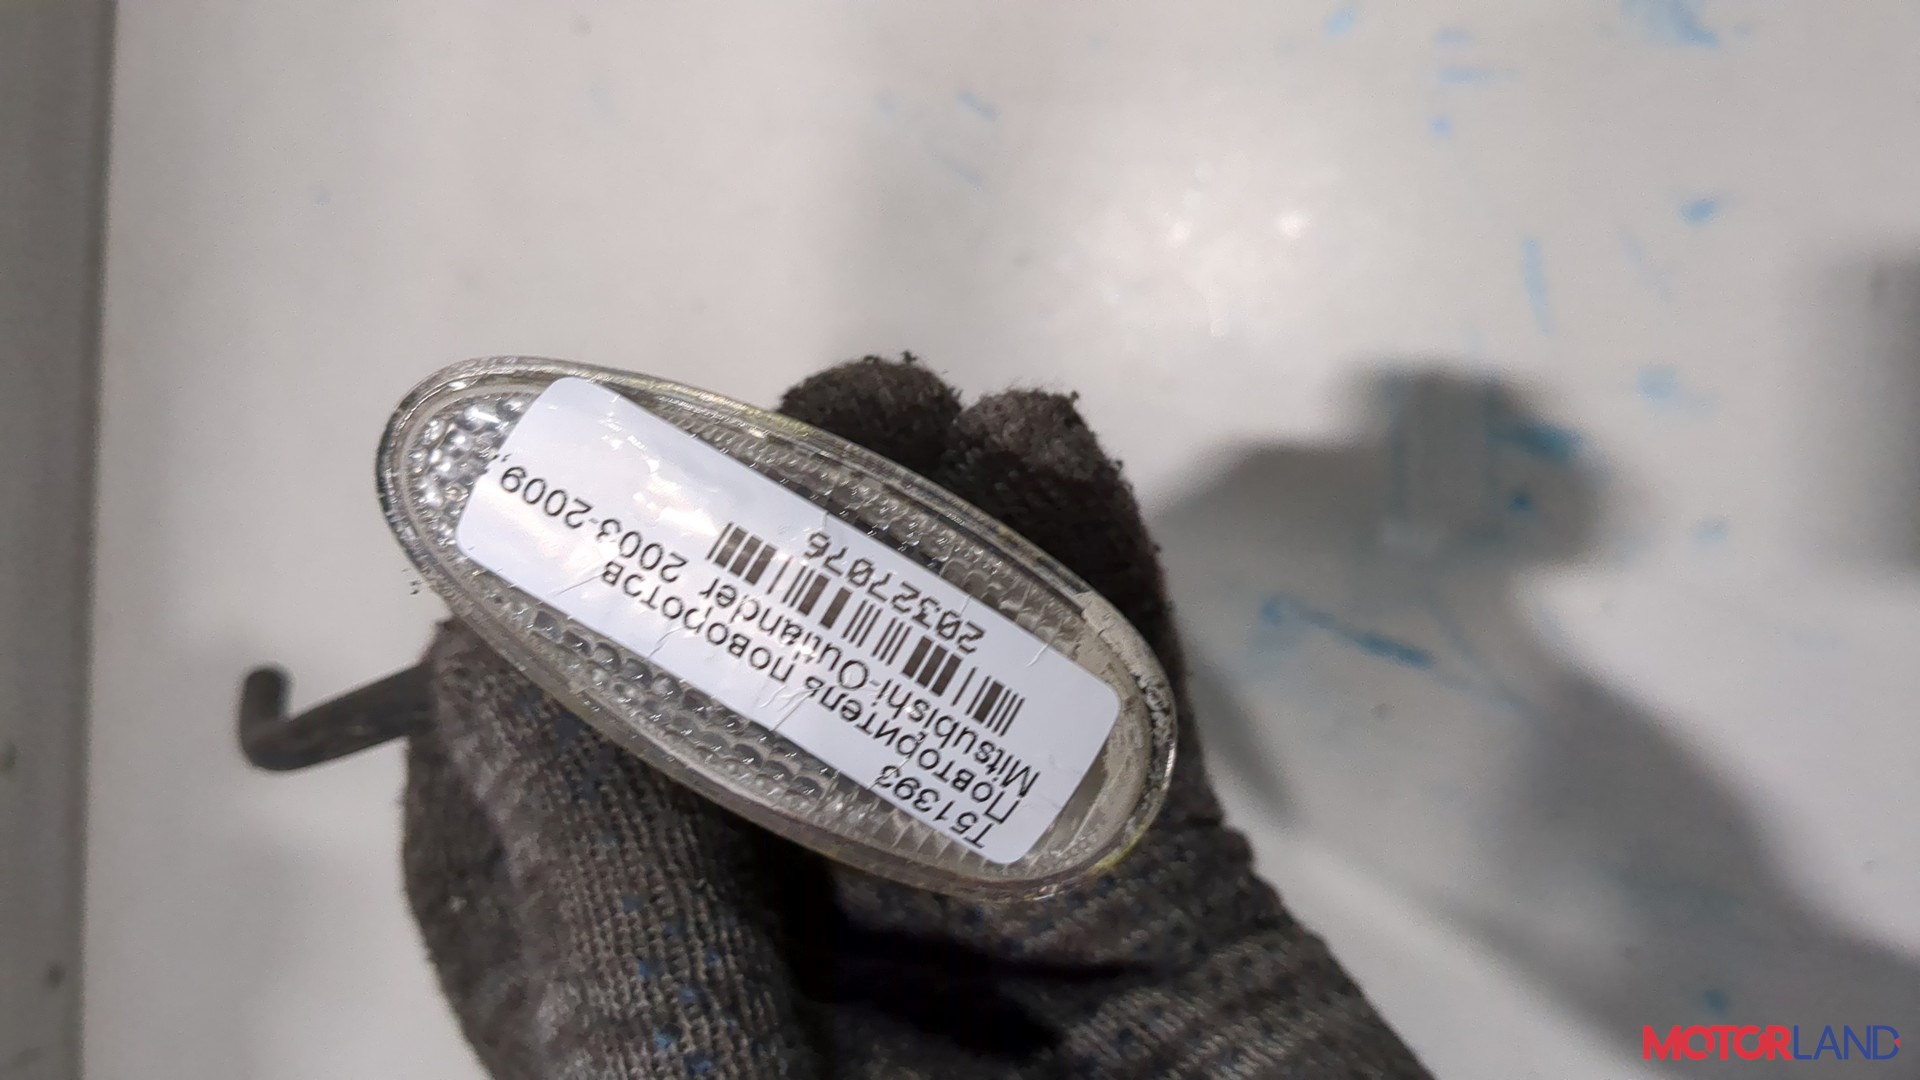 T51393
Повторитель поворотов
Mitsubishi-Outlander 2003-2009,
20327076
MOTORLAND